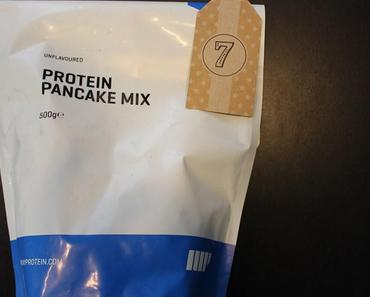 UNFLAVOURED
PROTEIN
PANCAKE MIX
500g℮
7
MYPROTEIN.COM